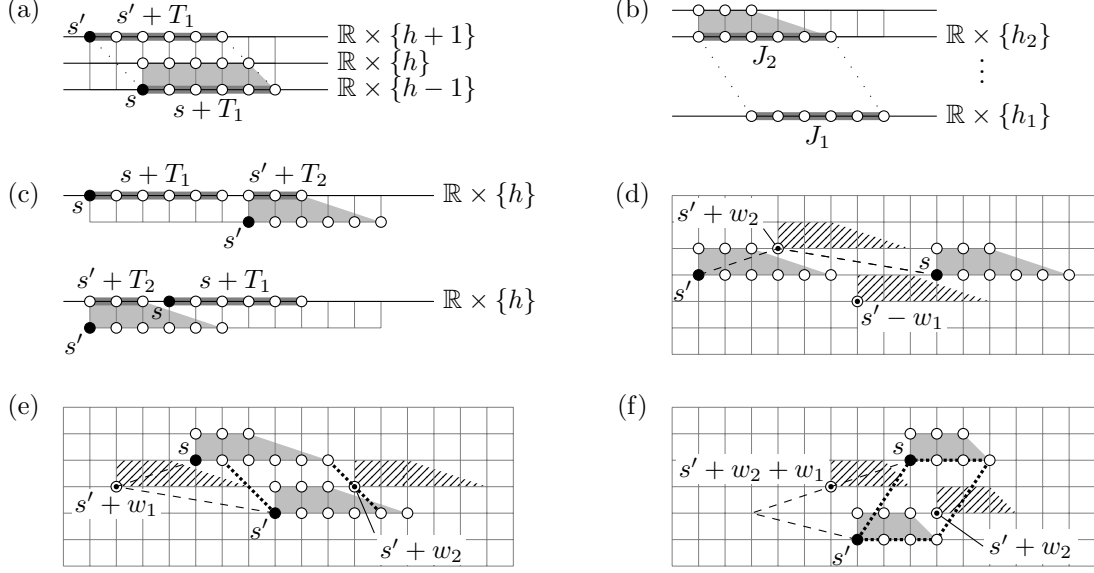 (a)
s′ s′ + T₁
ℝ × {h + 1}
ℝ × {h}
ℝ × {h − 1}
s s + T₁
(b)
J₂
ℝ × {h₂}
⋮
J₁
ℝ × {h₁}
(c)
s + T₁ s′ + T₂
ℝ × {h}
s
s′
s′ + T₂ s + T₁
ℝ × {h}
s
s′
(d)
s′ + w₂
s
s′
s′ − w₁
(e)
s
s′ + w₁
s′
s′ + w₂
(f)
s
s′ + w₂ + w₁
s′
s′ + w₂